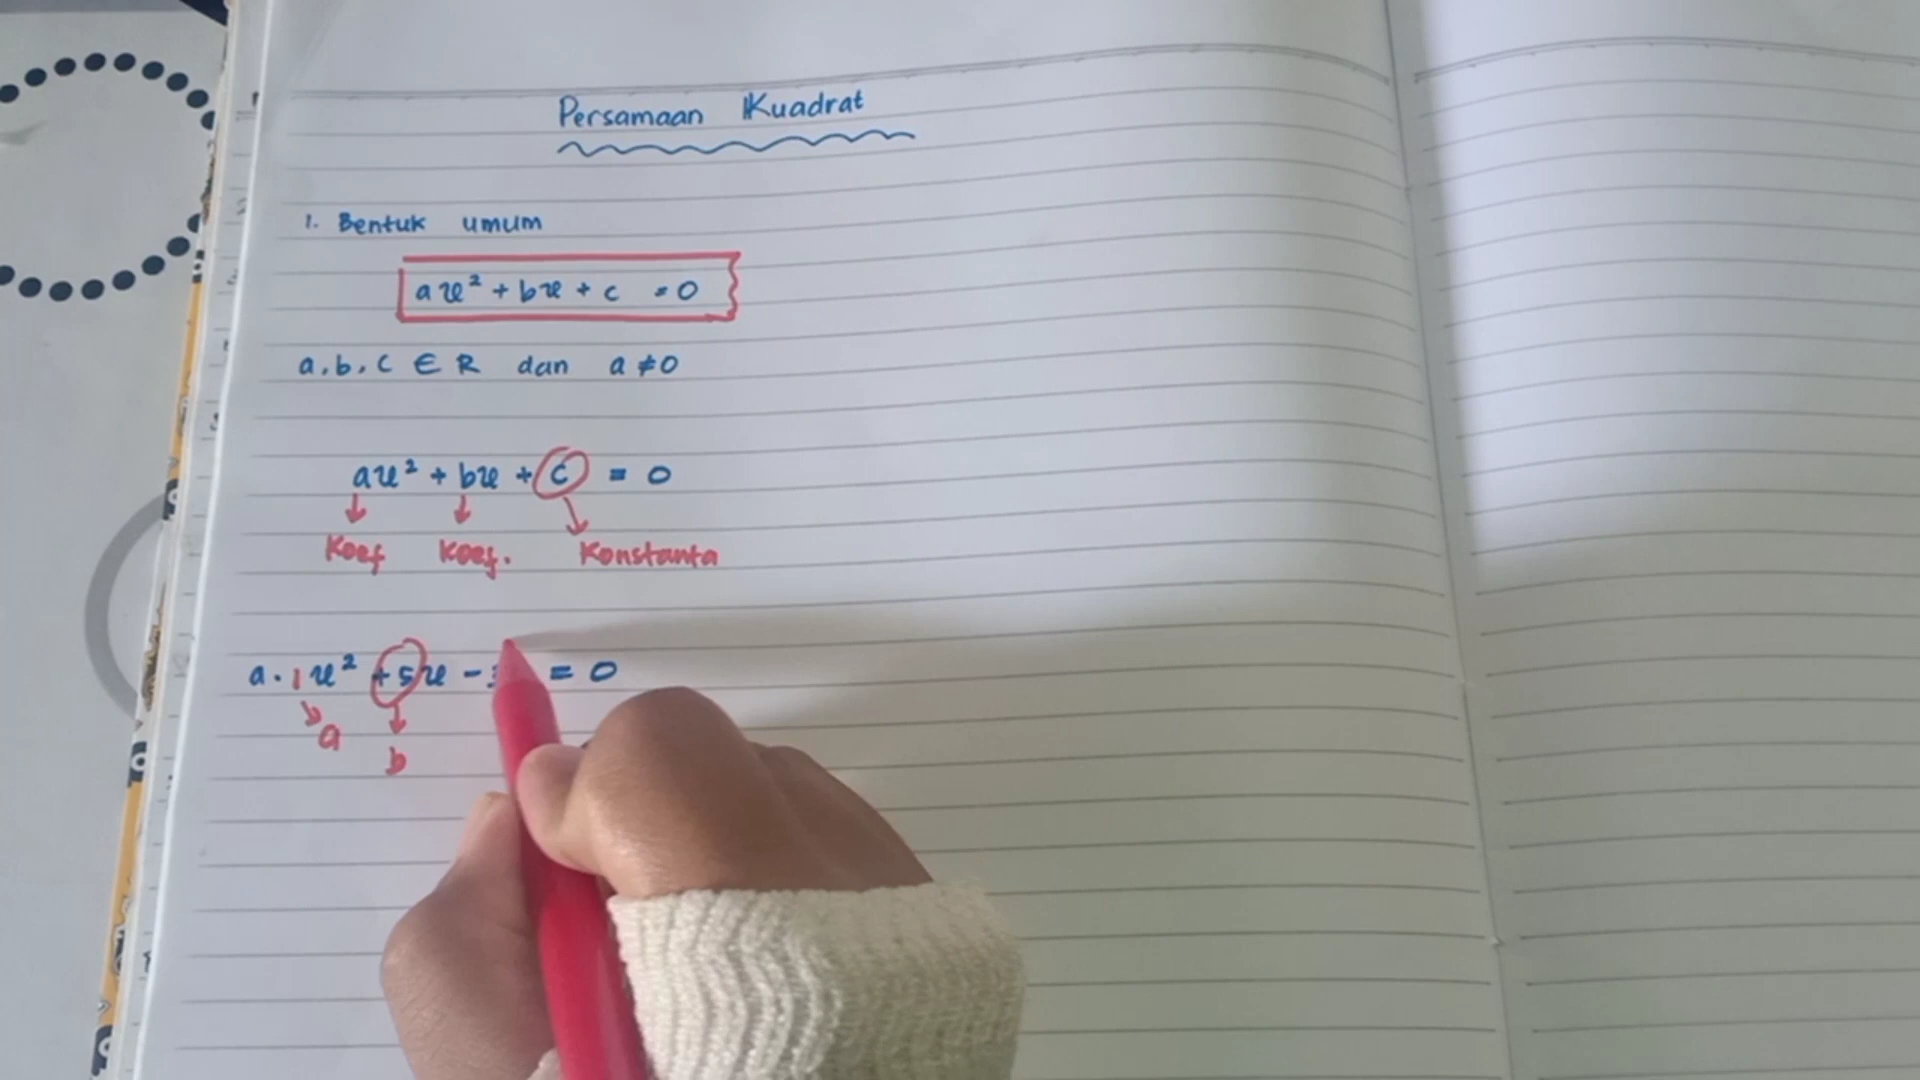 Persamaan Kuadrat
1. Bentuk umum
ax² + bx + c = 0
a, b, c ∈ R dan a ≠ 0
ax² + bx + c = 0
Koef Koef. Konstanta
a. 1x² + 5x - = 0
a
b